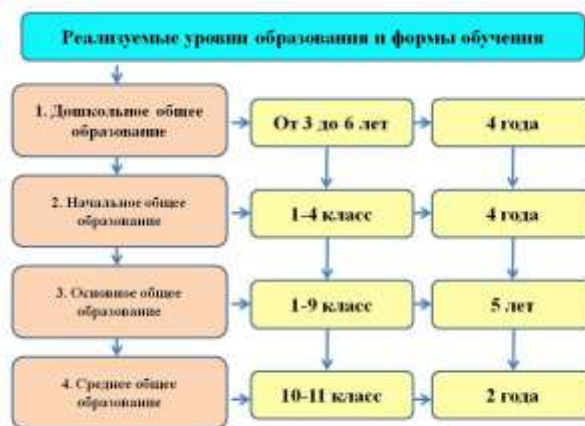 Реализуемые уровни образования и формы обучения
1. Дошкольное общее
образование
От 3 до 6 лет
4 года
2. Начальное общее
образование
1-4 класс
4 года
3. Основное общее
образование
1-9 класс
5 лет
4. Среднее общее
образование
10-11 класс
2 года